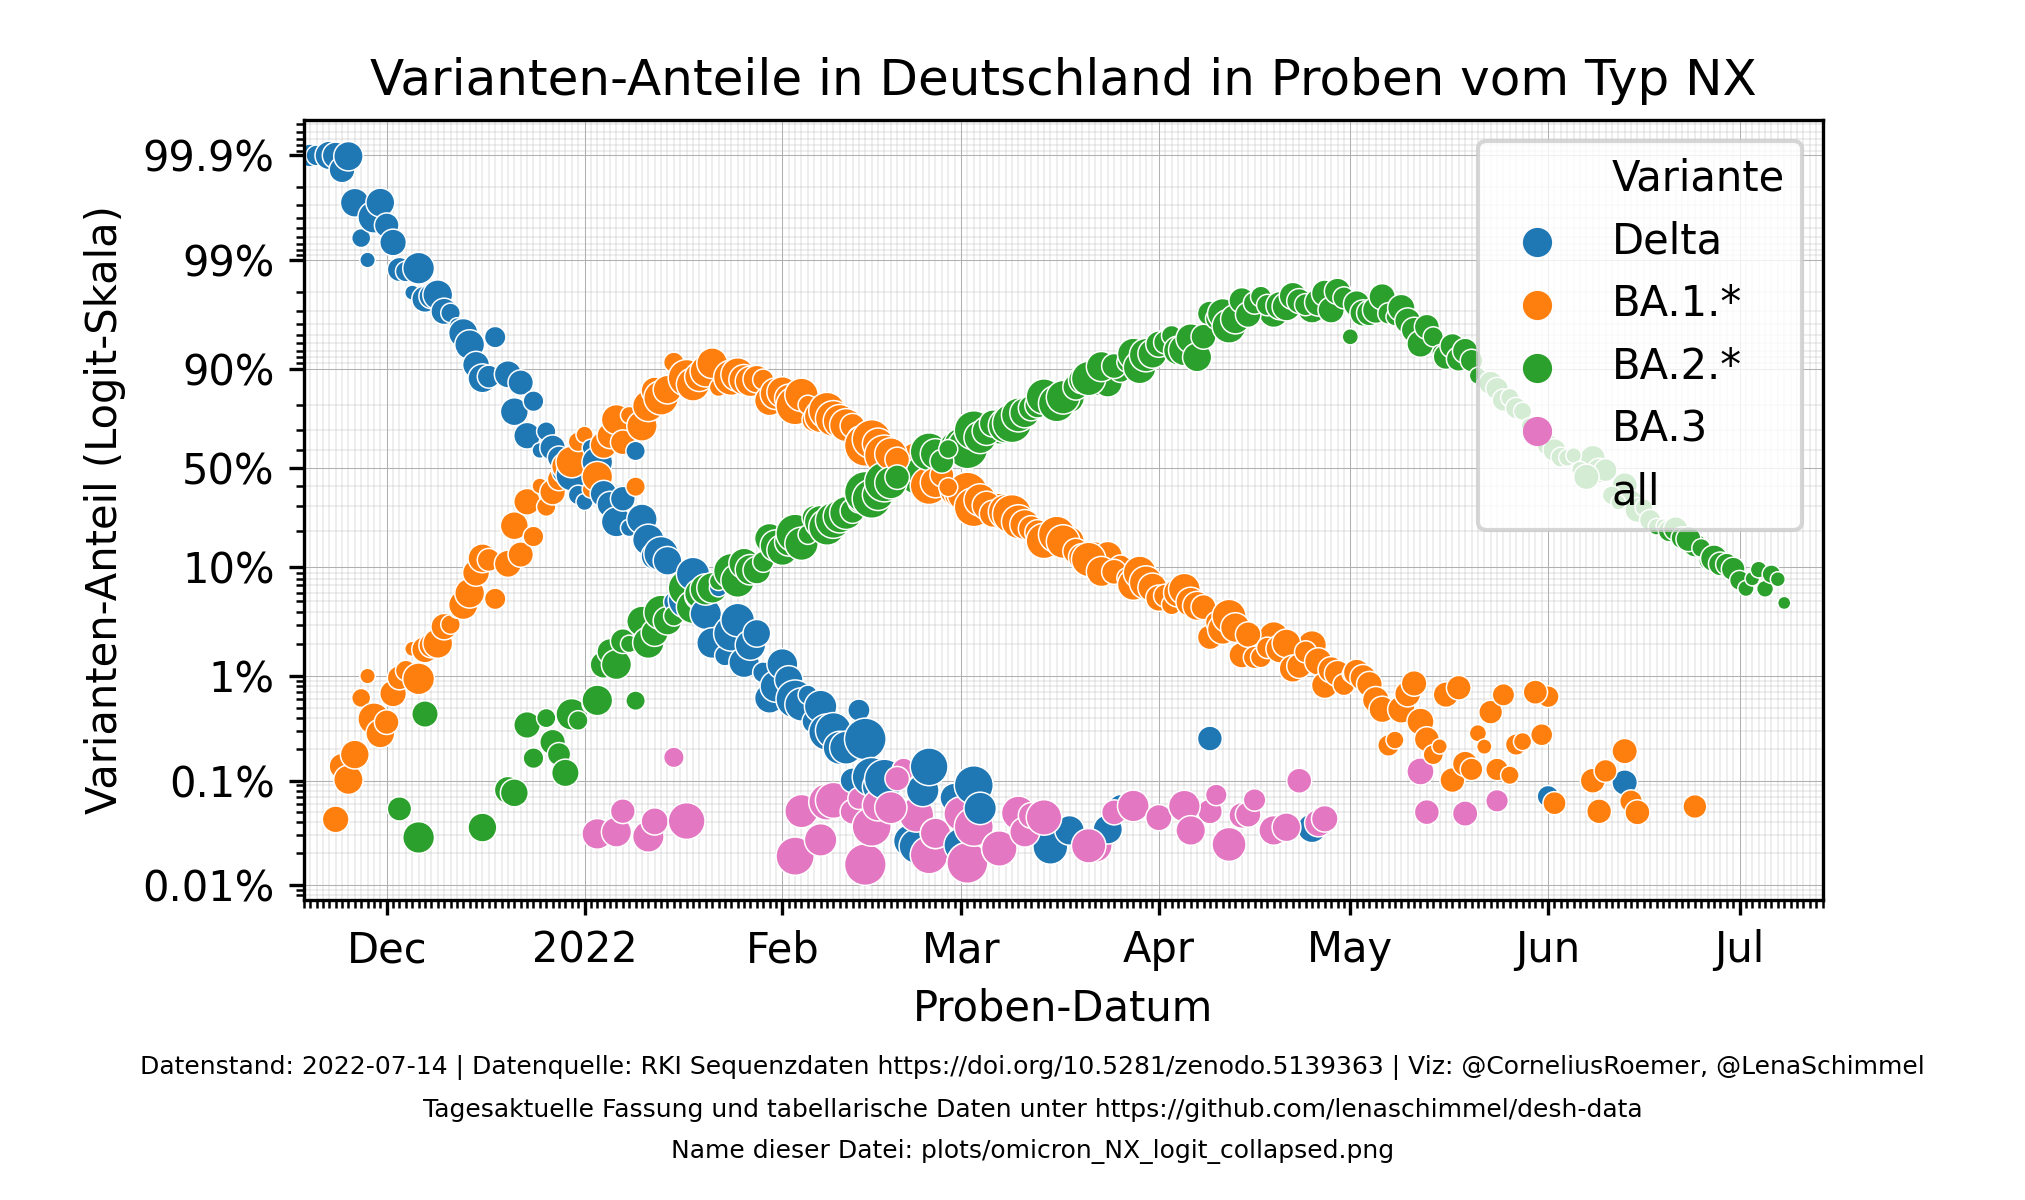 Varianten-Anteile in Deutschland in Proben vom Typ NX
Varianten-Anteil (Logit-Skala)
99.9%
99%
90%
50%
10%
1%
0.1%
0.01%
Variante
Delta
BA.1.*
BA.2.*
BA.3
all
Dec 2022 Feb Mar Apr May Jun Jul
Proben-Datum
Datenstand: 2022-07-14 | Datenquelle: RKI Sequenzdaten https://doi.org/10.5281/zenodo.5139363 | Viz: @CorneliusRoemer, @LenaSchimmel
Tagesaktuelle Fassung und tabellarische Daten unter https://github.com/lenaschimmel/desh-data
Name dieser Datei: plots/omicron_NX_logit_collapsed.png